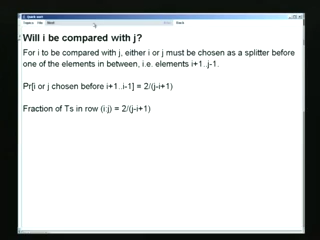 Quick sort
Will i be compared with j?
For i to be compared with j, either i or j must be chosen as a splitter before
one of the elements in between, i.e. elements i+1..j-1.
Pr[i or j chosen before i+1..i-1] = 2/(j-i+1)
Fraction of Ts in row (i:j) = 2/(j-i+1)